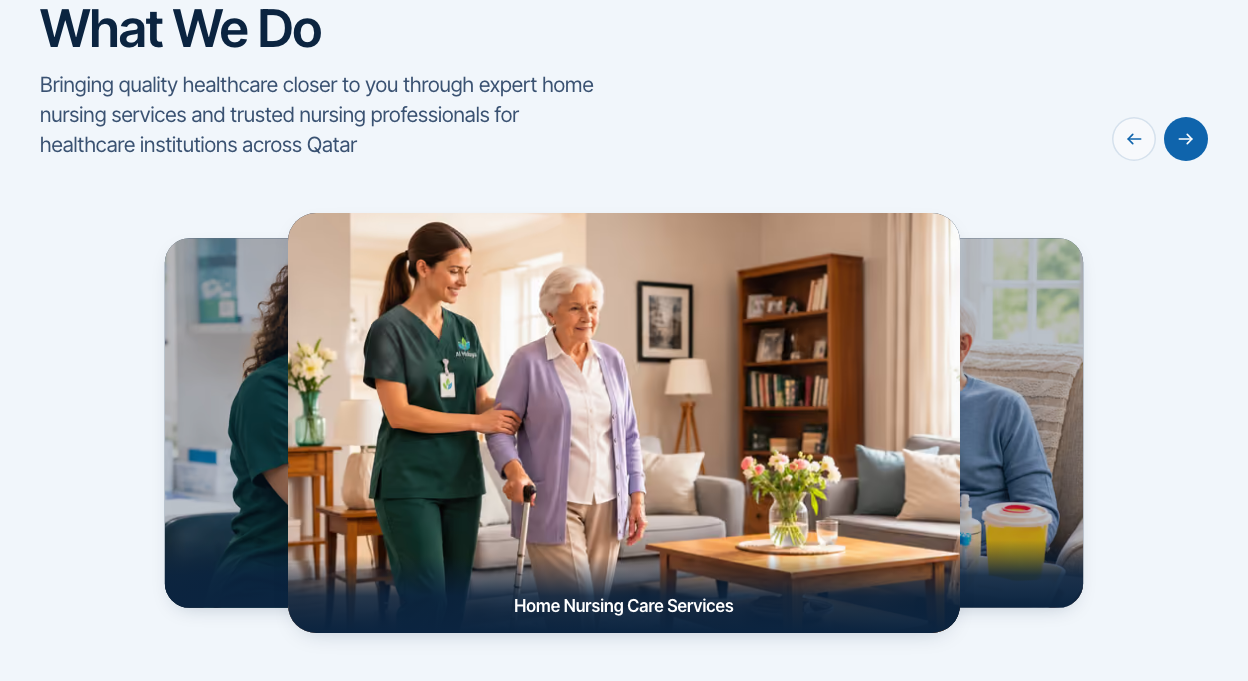 What We Do
Bringing quality healthcare closer to you through expert home
nursing services and trusted nursing professionals for
healthcare institutions across Qatar
Home Nursing Care Services